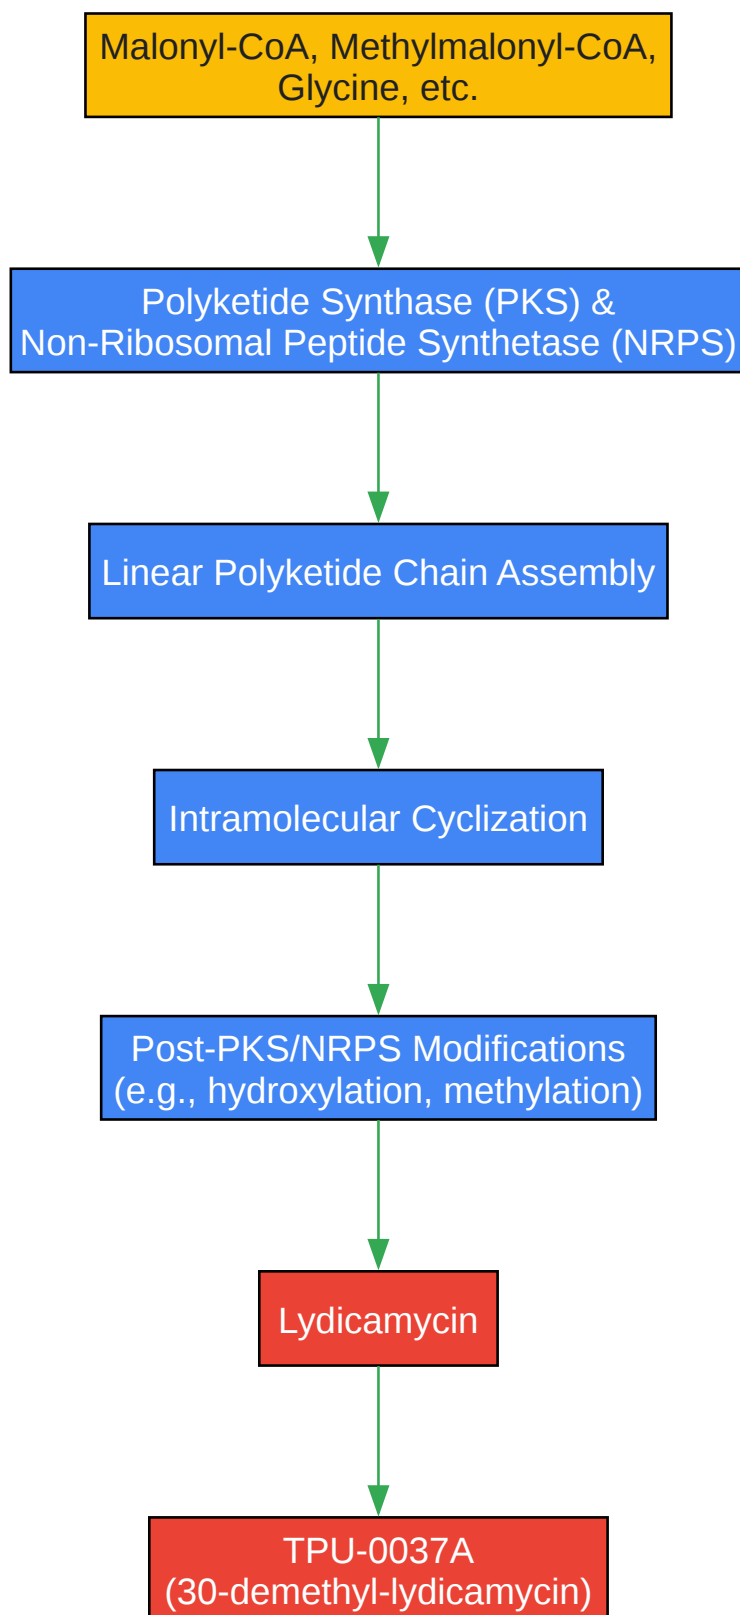 Malonyl-CoA, Methylmalonyl-CoA,
Glycine, etc.
Polyketide Synthase (PKS) &
Non-Ribosomal Peptide Synthetase (NRPS)
Linear Polyketide Chain Assembly
Intramolecular Cyclization
Post-PKS/NRPS Modifications
(e.g., hydroxylation, methylation)
Lydicamycin
TPU-0037A
(30-demethyl-lydicamycin)